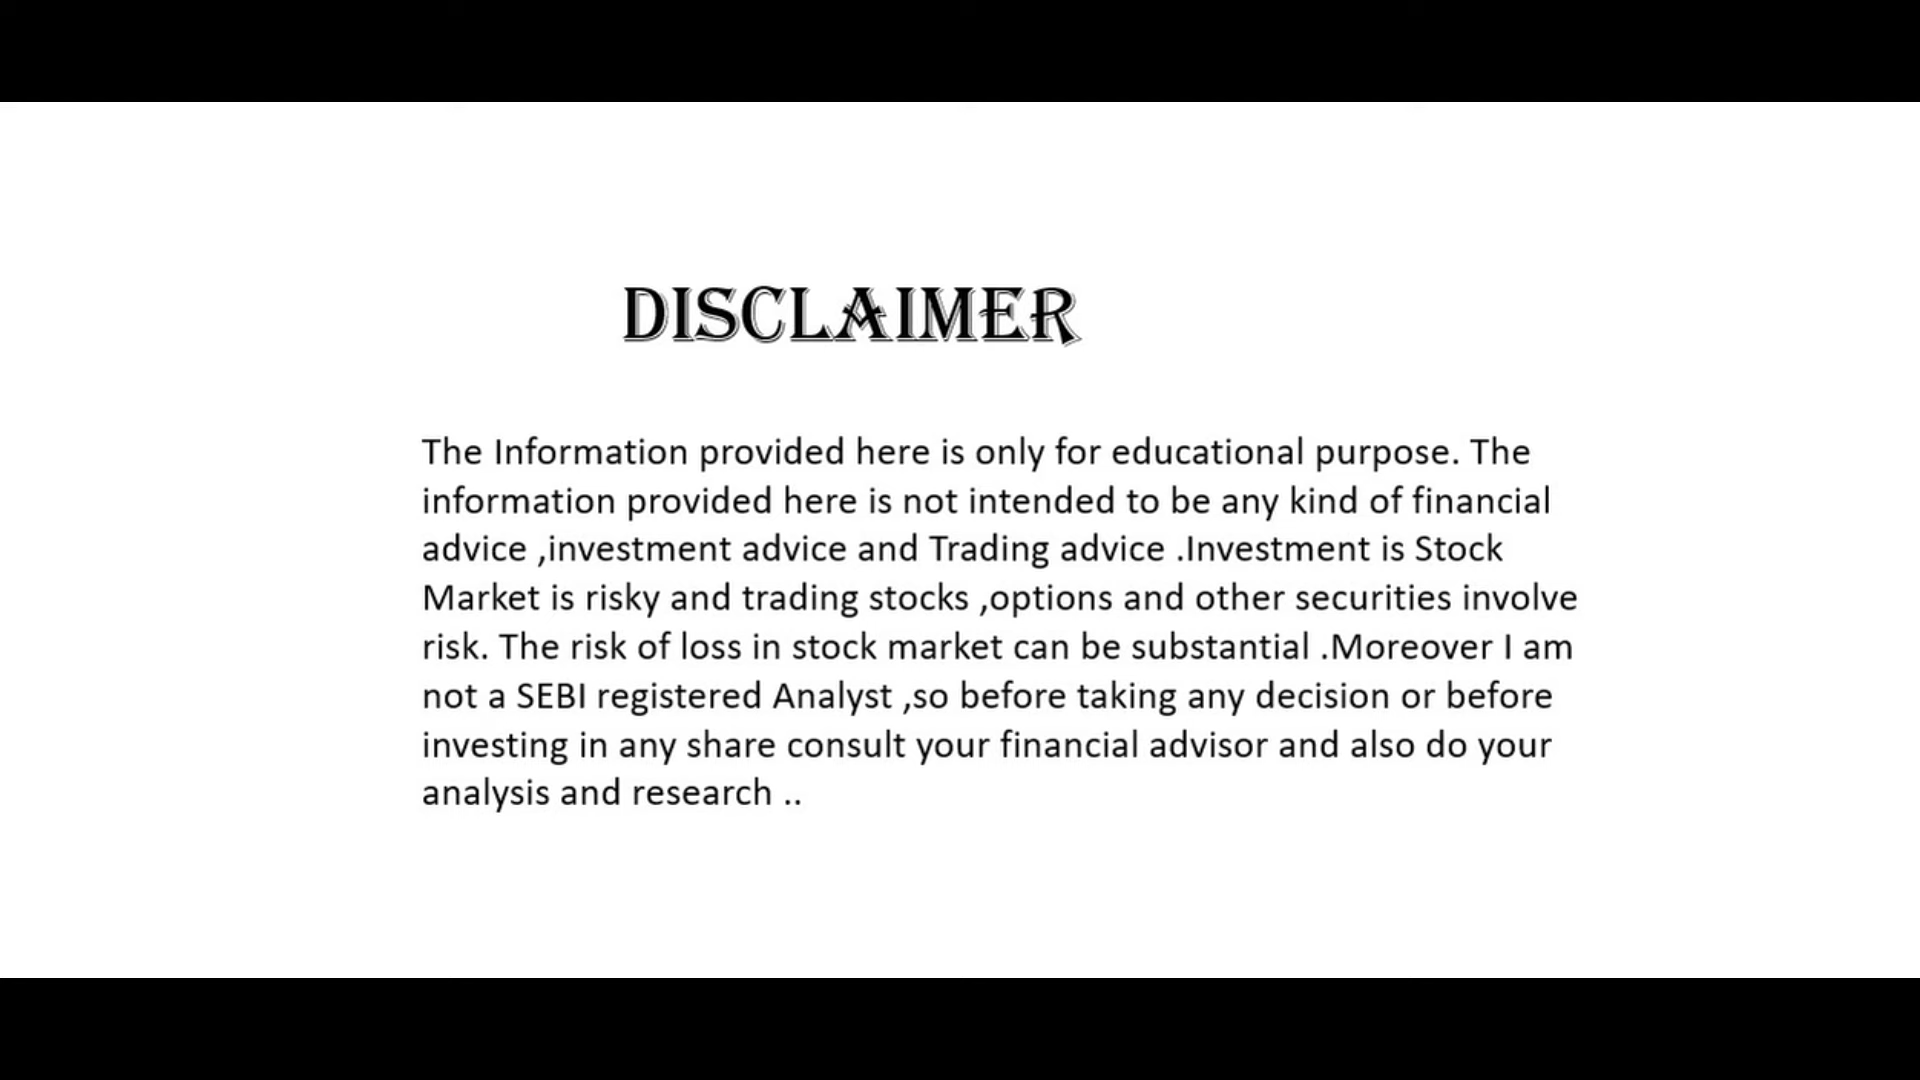 DISCLAIMER
The Information provided here is only for educational purpose. The
information provided here is not intended to be any kind of financial
advice ,investment advice and Trading advice .Investment is Stock
Market is risky and trading stocks ,options and other securities involve
risk. The risk of loss in stock market can be substantial .Moreover I am
not a SEBI registered Analyst ,so before taking any decision or before
investing in any share consult your financial advisor and also do your
analysis and research ..